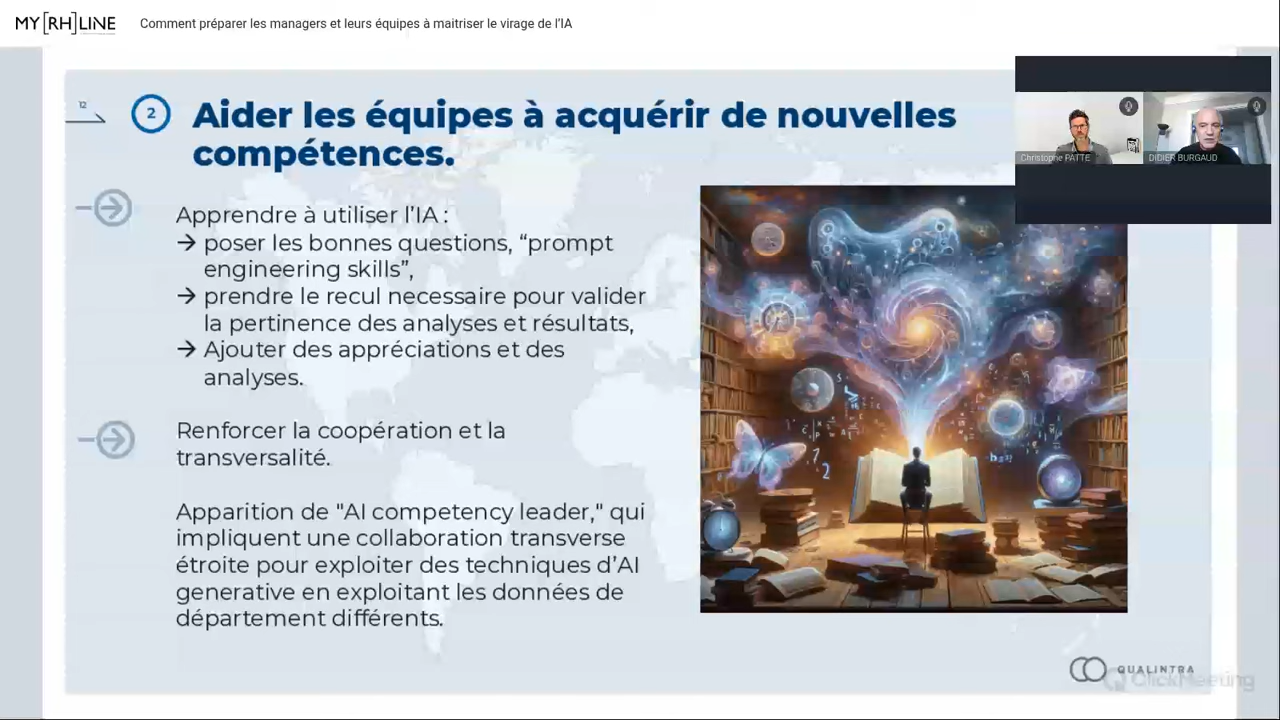 MY[RH]LINE
Comment préparer les managers et leurs équipes à maitriser le virage de l'IA
12
2
Aider les équipes à acquérir de nouvelles
compétences.
Christophe PATTE
DIDIER BURGAUD
Apprendre à utiliser l'IA :
→ poser les bonnes questions, “prompt
engineering skills”,
→ prendre le recul necessaire pour valider
la pertinence des analyses et résultats,
→ Ajouter des appréciations et des
analyses.
Renforcer la coopération et la
transversalité.
Apparition de "AI competency leader," qui
impliquent une collaboration transverse
étroite pour exploiter des techniques d'AI
generative en exploitant les données de
département différents.
QUALINTRA
ClickMeeting